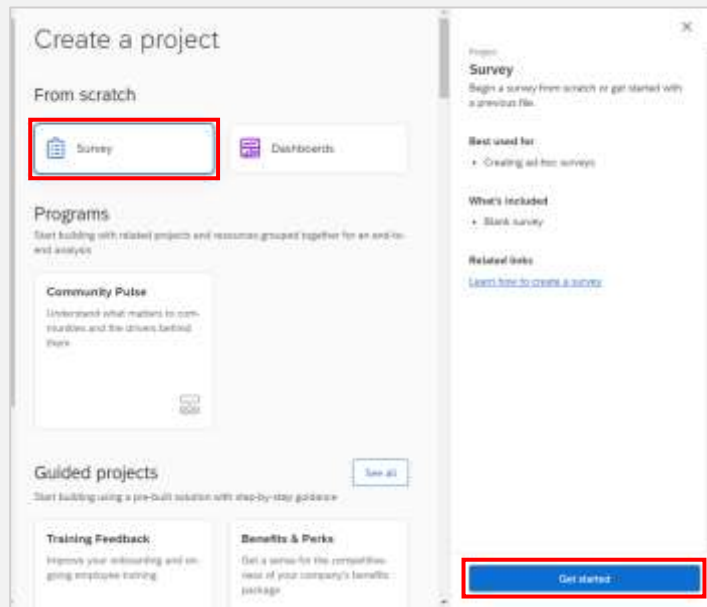 Create a project
From scratch
Survey
Dashboards
Programs
Start building with related projects and resources grouped together for an end-to-
end analysis
Community Pulse
Understand what matters to com-
munities and the drivers behind
them
Guided projects
See all
Start building using a pre-built solution with step-by-step guidance
Training Feedback
Improve your onboarding and on-
going employee training
Benefits & Perks
Get a sense for the competitive-
ness of your company's benefits
package
Project
Survey
Begin a survey from scratch or get started with
a previous file.
Best used for
• Creating ad hoc surveys
What's included
• Blank survey
Related links
Learn how to create a survey
Get started